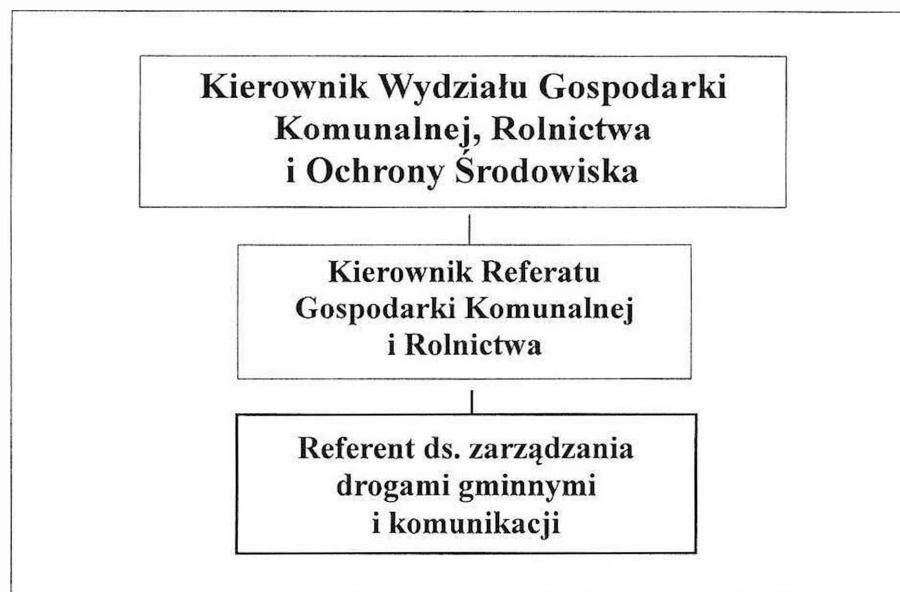 Kierownik Wydziału Gospodarki
Komunalnej, Rolnictwa
i Ochrony Środowiska
Kierownik Referatu
Gospodarki Komunalnej
i Rolnictwa
Referent ds. zarządzania
drogami gminnymi
i komunikacji